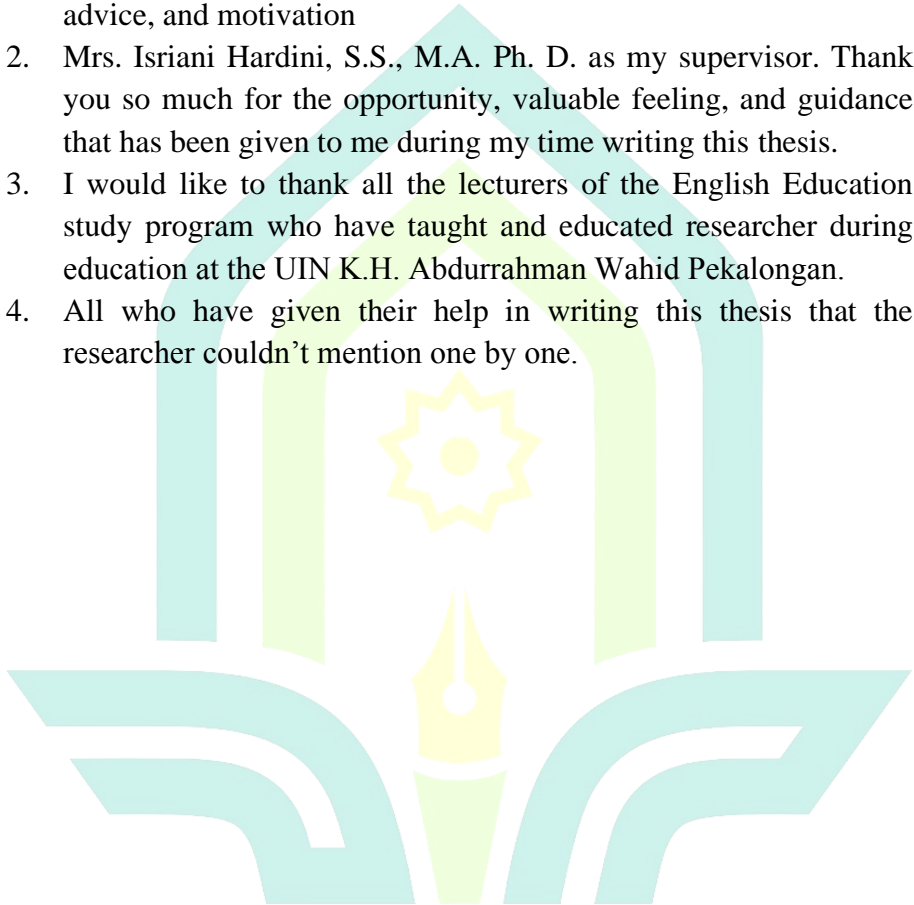 advice, and motivation
2. Mrs. Isriani Hardini, S.S., M.A. Ph. D. as my supervisor. Thank
you so much for the opportunity, valuable feeling, and guidance
that has been given to me during my time writing this thesis.
3. I would like to thank all the lecturers of the English Education
study program who have taught and educated researcher during
education at the UIN K.H. Abdurrahman Wahid Pekalongan.
4. All who have given their help in writing this thesis that the
researcher couldn’t mention one by one.